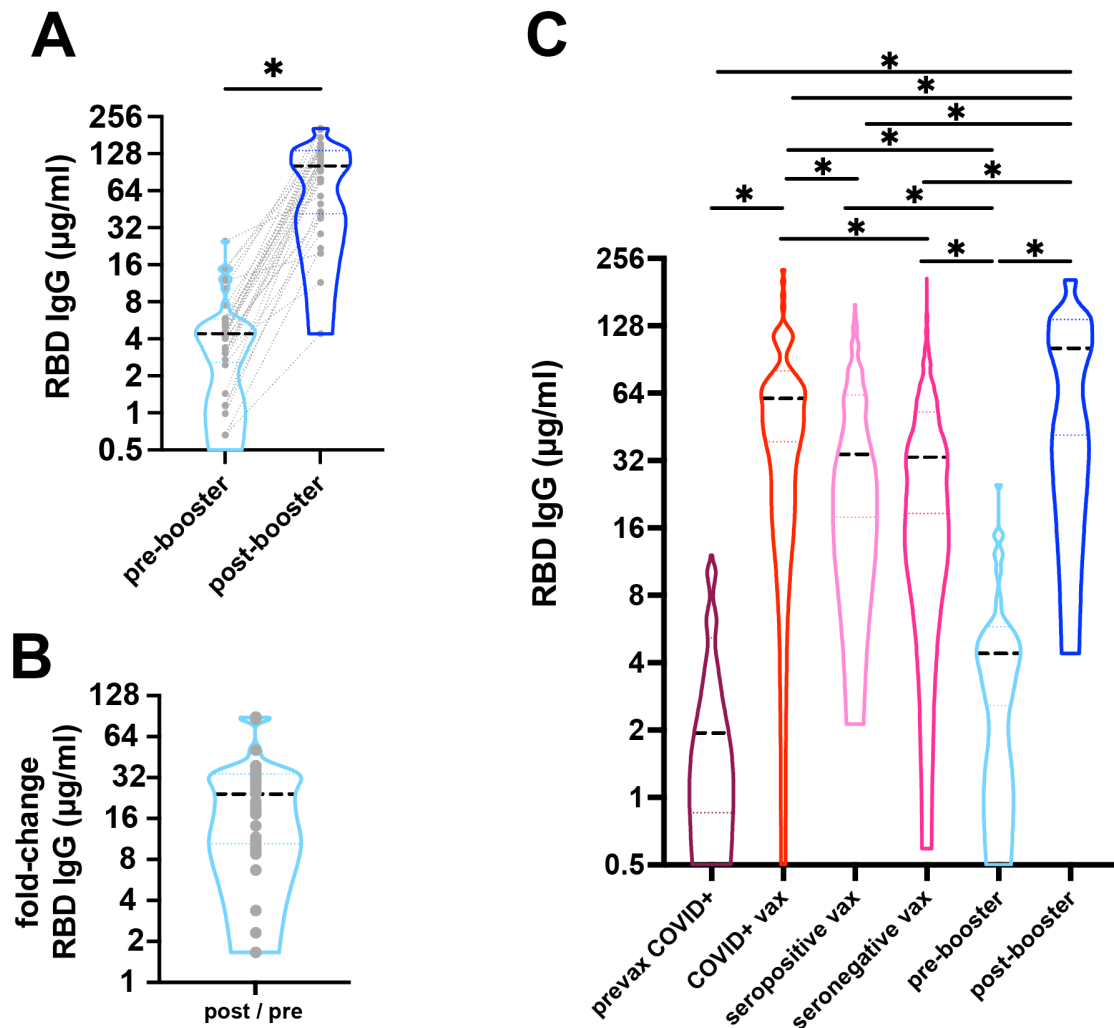 A
*
RBD IgG (µg/ml)
256
128
64
32
16
8
4
2
1
0.5
pre-booster
post-booster
B
fold-change
RBD IgG (µg/ml)
128
64
32
16
8
4
2
1
post / pre
C
*
*
*
*
*
*
*
*
*
*
*
RBD IgG (µg/ml)
256
128
64
32
16
8
4
2
1
0.5
prevax COVID+
COVID+ vax
seropositive vax
seronegative vax
pre-booster
post-booster